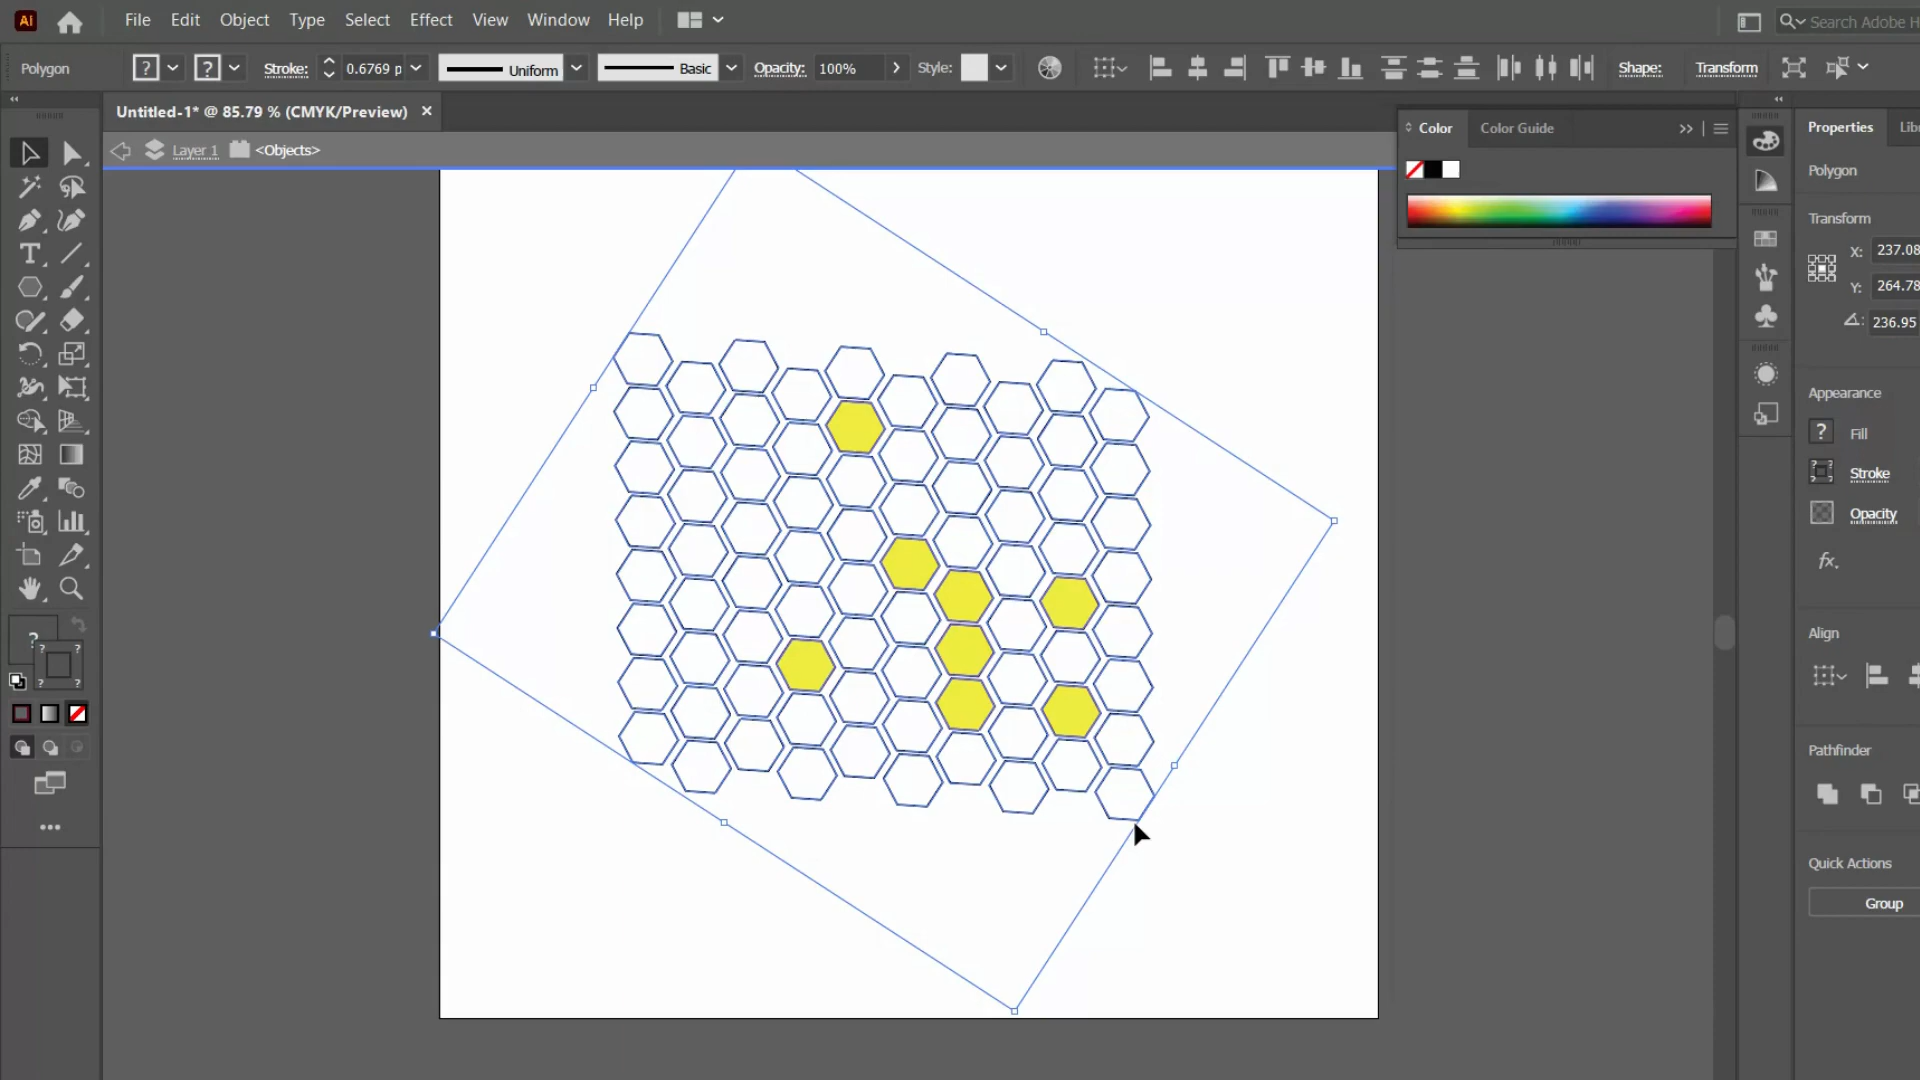 Ai File Edit Object Type Select Effect View Window Help Search Adobe H
Polygon ? ? Stroke: 0.6769 p Uniform Basic Opacity: 100% Style: Shape: Transform
Untitled-1* @ 85.79 % (CMYK/Preview) ×
Layer 1 <Objects>
Color Color Guide
Properties Lib
Polygon
Transform
X: 237.08
Y: 264.78
236.95
Appearance
? Fill
Stroke
Opacity
fx.
Align
Pathfinder
Quick Actions
Group